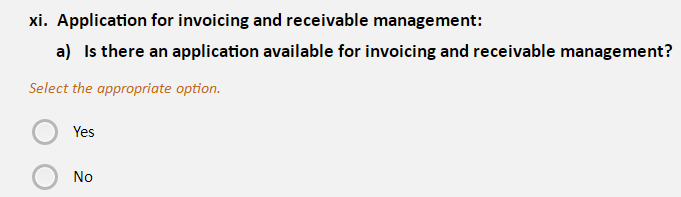 xi. Application for invoicing and receivable management:
a) Is there an application available for invoicing and receivable management?
Select the appropriate option.
Yes
No